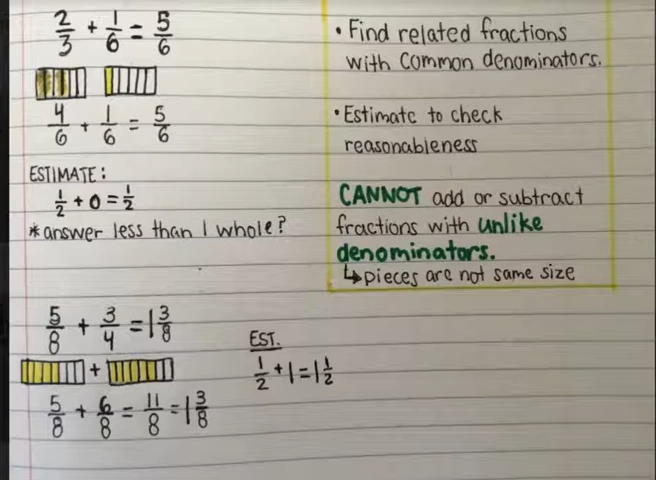 2/3 + 1/6 = 5/6
4/6 + 1/6 = 5/6
ESTIMATE:
1/2 + 0 = 1/2
*answer less than 1 whole?
5/8 + 3/4 = 1 3/8
+
5/8 + 6/8 = 11/8 = 1 3/8
EST.
1/2 + 1 = 1 1/2
• Find related fractions
with common denominators.
• Estimate to check
reasonableness
CANNOT add or subtract
fractions with unlike
denominators.
↳ pieces are not same size